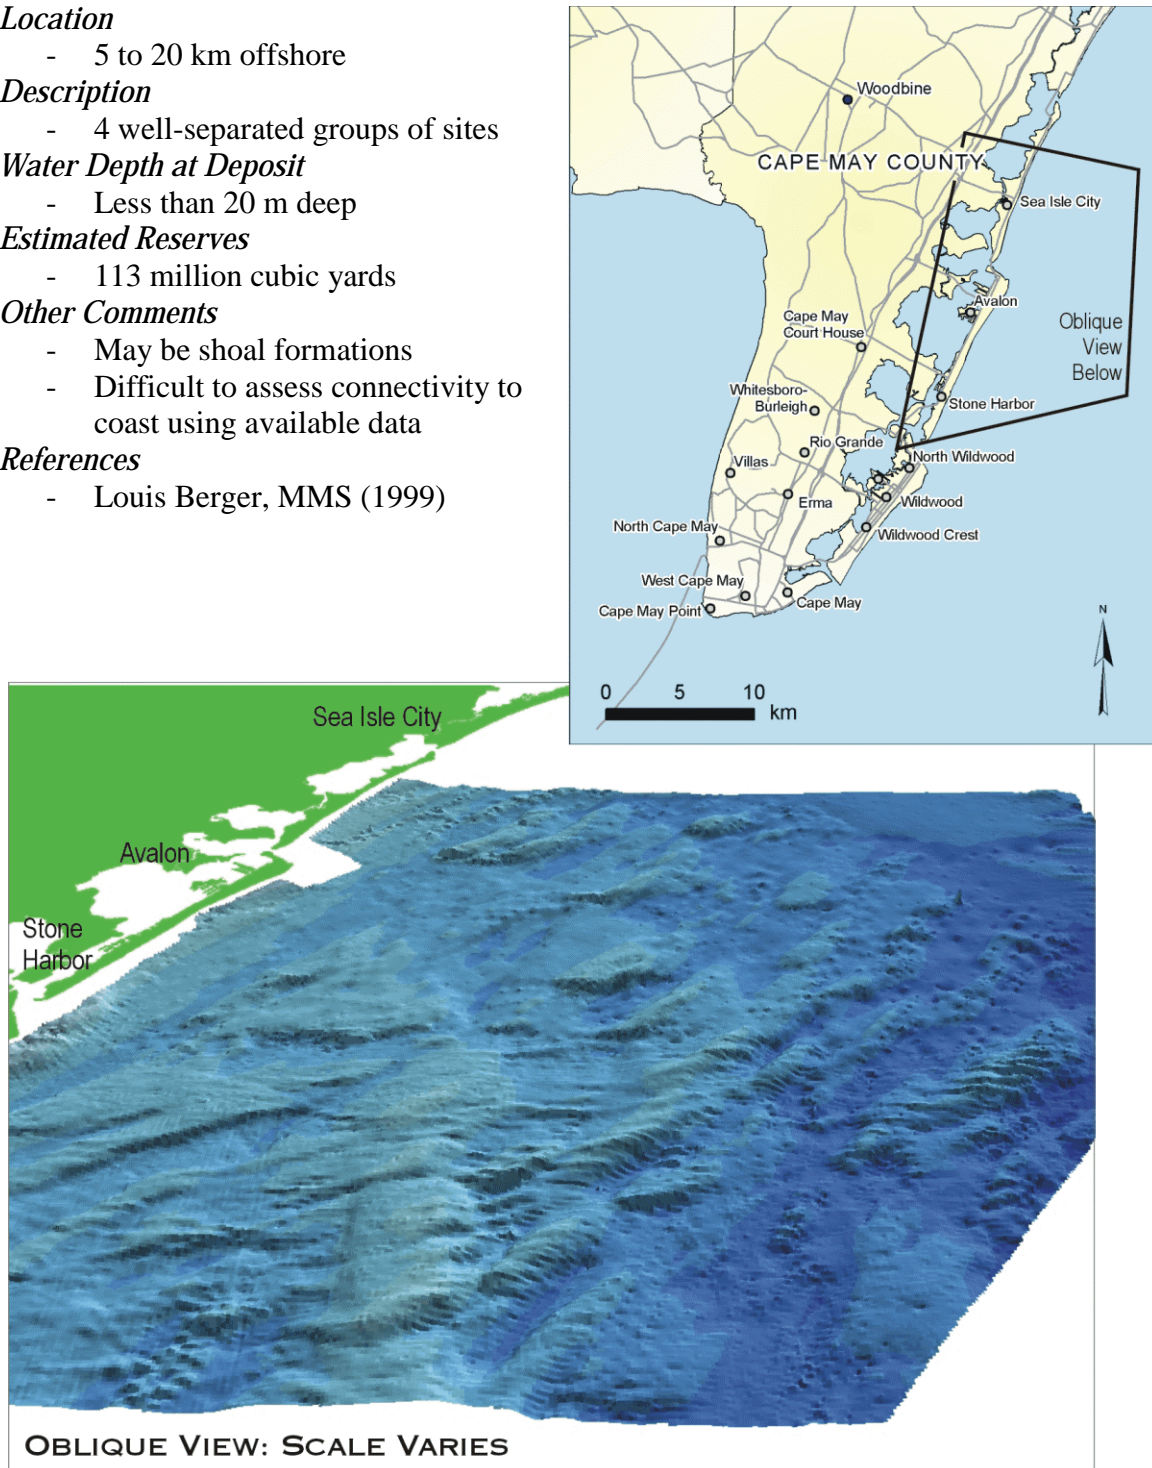 Location
- 5 to 20 km offshore
Description
- 4 well-separated groups of sites
Water Depth at Deposit
- Less than 20 m deep
Estimated Reserves
- 113 million cubic yards
Other Comments
- May be shoal formations
- Difficult to assess connectivity to
coast using available data
References
- Louis Berger, MMS (1999)
Woodbine
CAPE MAY COUNTY
Sea Isle City
Avalon
Oblique
View
Below
Cape May
Court House
Whitesboro-
Burleigh
Stone Harbor
Rio Grande
North Wildwood
Villas
Erma
Wildwood
North Cape May
Wildwood Crest
West Cape May
Cape May
Cape May Point
N
0 5 10
km
Sea Isle City
Avalon
Stone
Harbor
OBLIQUE VIEW: SCALE VARIES